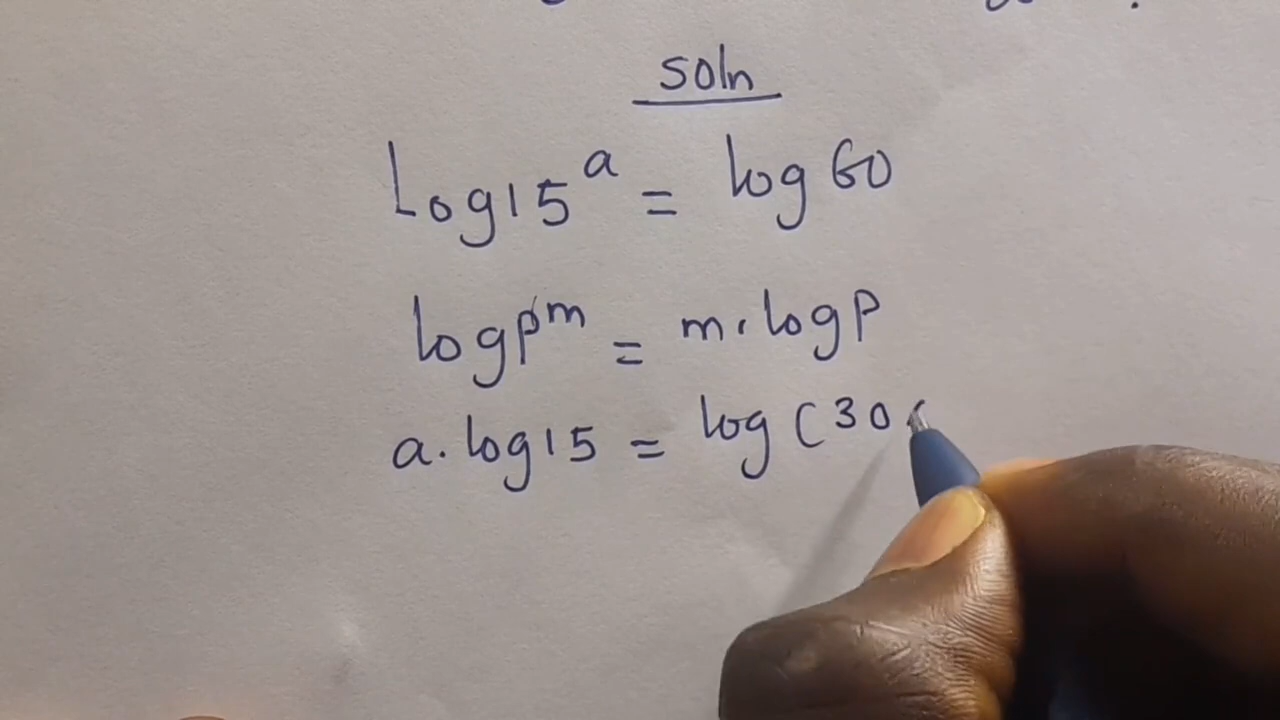 soln
Log15^a = log 60
logp^m = m. logp
a. log15 = log (30